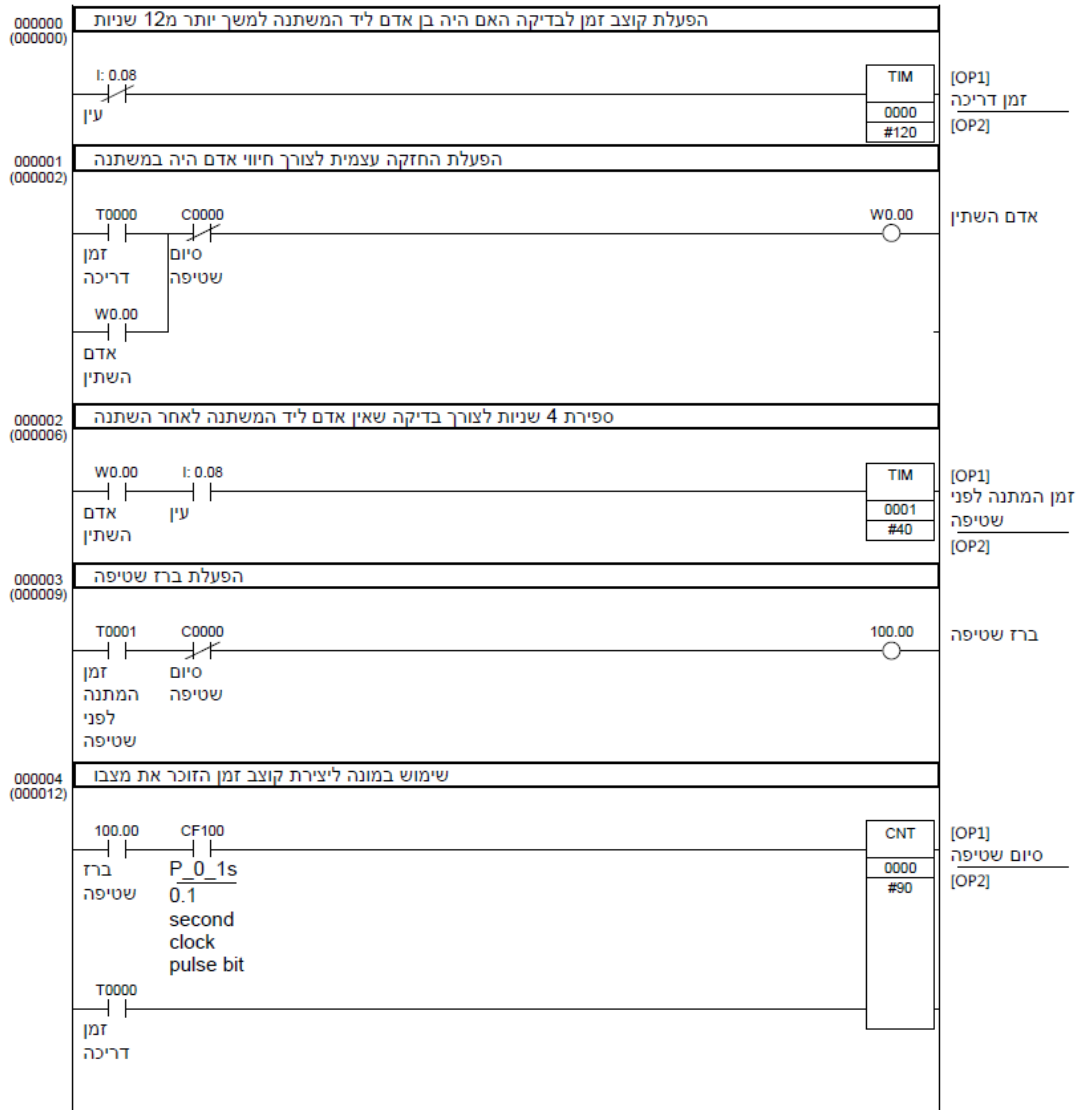 000000
(000000)
הפעלת קוצב זמן לבדיקה האם היה בן אדם ליד המשתנה למשך יותר מ12 שניות
I: 0.08
עין
TIM
0000
#120
[OP1]
זמן דריכה
[OP2]
000001
(000002)
הפעלת החזקה עצמית לצורך חיווי אדם היה במשתנה
T0000
זמן
דריכה
C0000
סיום
שטיפה
W0.00
אדם השתין
W0.00
אדם
השתין
000002
(000006)
ספירת 4 שניות לצורך בדיקה שאין אדם ליד המשתנה לאחר השתנה
W0.00
אדם
השתין
I: 0.08
עין
TIM
0001
#40
[OP1]
זמן המתנה לפני
שטיפה
[OP2]
000003
(000009)
הפעלת ברז שטיפה
T0001
זמן
המתנה
לפני
שטיפה
C0000
סיום
שטיפה
100.00
ברז שטיפה
000004
(000012)
שימוש במונה ליצירת קוצב זמן הזוכר את מצבו
100.00
ברז
שטיפה
CF100
P_0_1s
0.1
second
clock
pulse bit
CNT
0000
#90
[OP1]
סיום שטיפה
[OP2]
T0000
זמן
דריכה